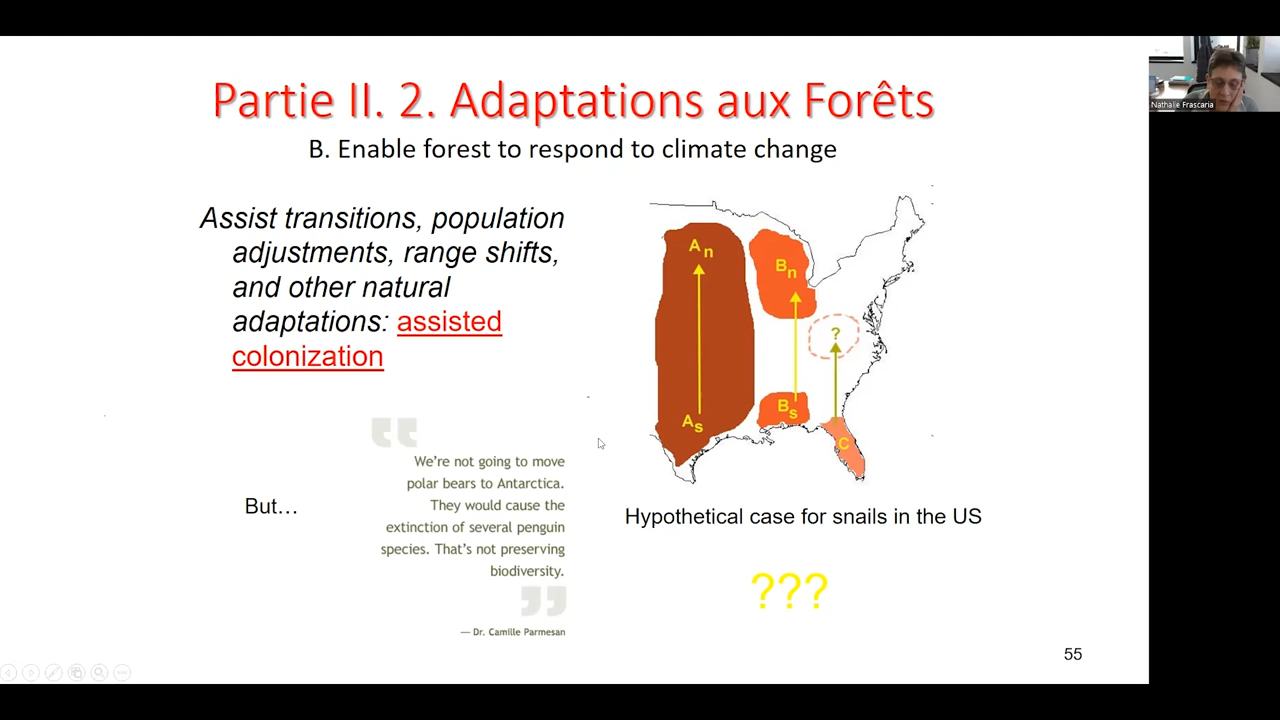 Partie II. 2. Adaptations aux Forêts
B. Enable forest to respond to climate change
Assist transitions, population
adjustments, range shifts,
and other natural
adaptations: assisted
colonization
But…
“
We're not going to move
polar bears to Antarctica.
They would cause the
extinction of several penguin
species. That's not preserving
biodiversity.
”
— Dr. Camille Parmesan
An
Bn
?
As
Bs
C
Hypothetical case for snails in the US
???
55
Nathalie Frascaria